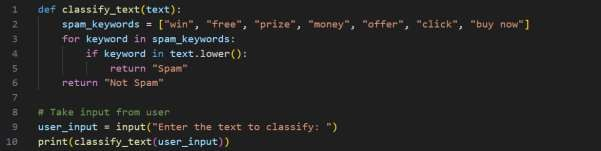 1 def classify_text(text):
2     spam_keywords = ["win", "free", "prize", "money", "offer", "click", "buy now"]
3     for keyword in spam_keywords:
4         if keyword in text.lower():
5             return "Spam"
6     return "Not Spam"
7
8 # Take input from user
9 user_input = input("Enter the text to classify: ")
10 print(classify_text(user_input))